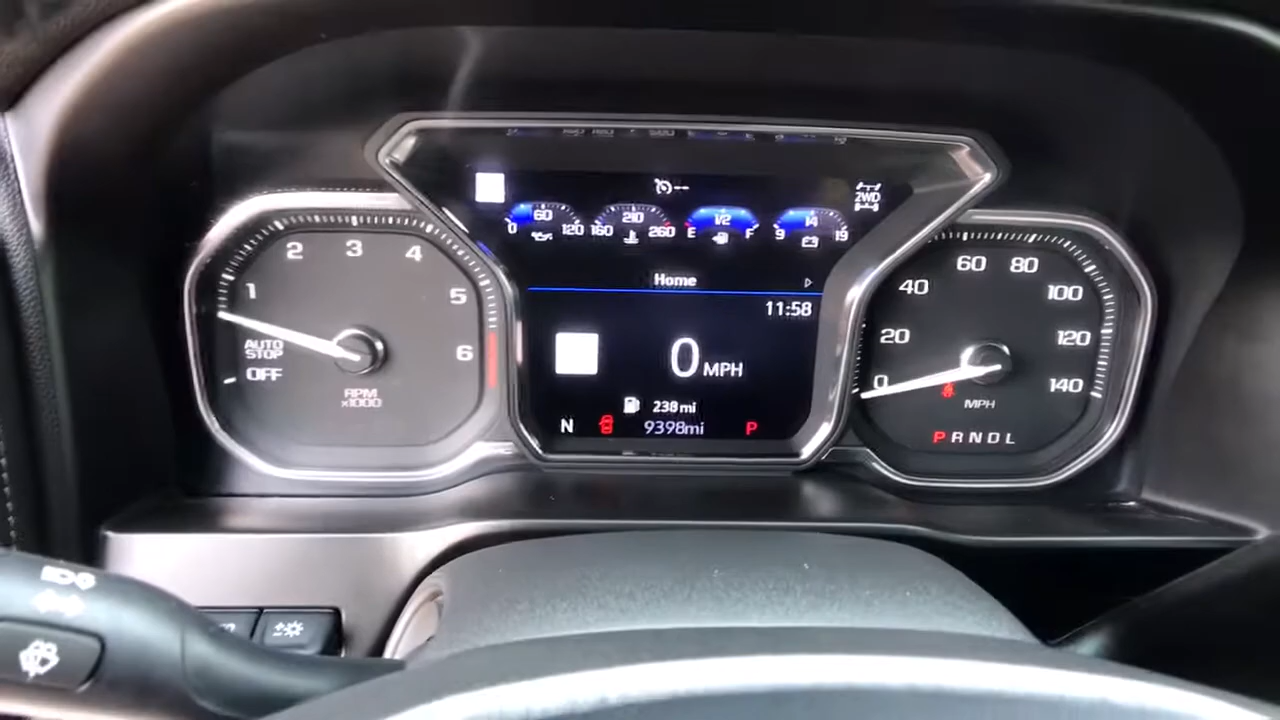 2WD
60 210 1/2 14
0 120 160 260 E F 9 19
Home
11:58
0 MPH
238mi
N 9398mi P
1 2 3 4 5 6
AUTO
STOP
OFF
RPM
x1000
0 20 40 60 80 100 120 140
MPH
P R N D L